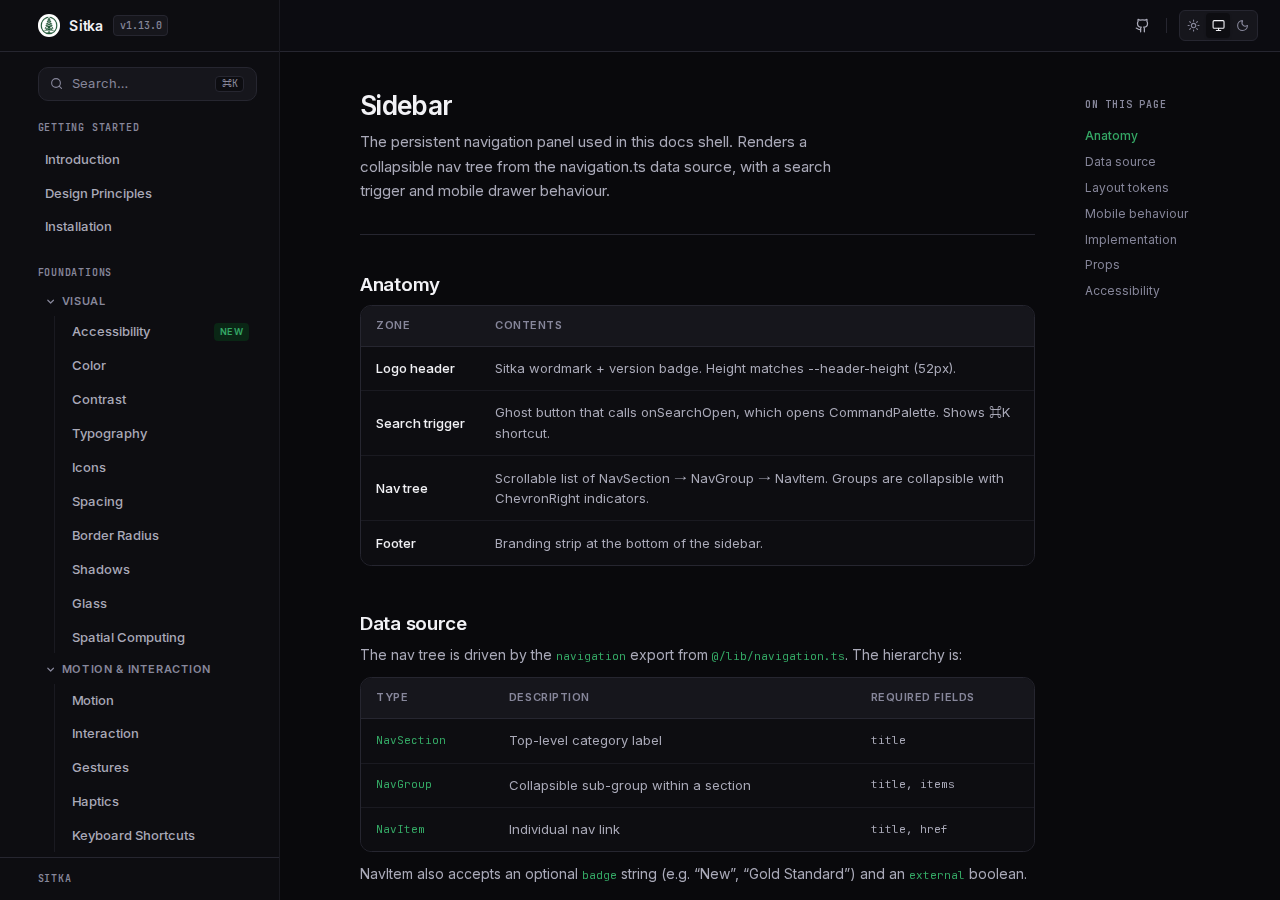 Sitka v1.13.0
Search... ⌘K
GETTING STARTED
Introduction
Design Principles
Installation
FOUNDATIONS
VISUAL
Accessibility NEW
Color
Contrast
Typography
Icons
Spacing
Border Radius
Shadows
Glass
Spatial Computing
MOTION & INTERACTION
Motion
Interaction
Gestures
Haptics
Keyboard Shortcuts
SITKA
Sidebar
The persistent navigation panel used in this docs shell. Renders a
collapsible nav tree from the navigation.ts data source, with a search
trigger and mobile drawer behaviour.
Anatomy
ZONE CONTENTS
Logo header Sitka wordmark + version badge. Height matches --header-height (52px).
Search trigger Ghost button that calls onSearchOpen, which opens CommandPalette. Shows ⌘K
shortcut.
Nav tree Scrollable list of NavSection → NavGroup → NavItem. Groups are collapsible with
ChevronRight indicators.
Footer Branding strip at the bottom of the sidebar.
Data source
The nav tree is driven by the navigation export from @/lib/navigation.ts. The hierarchy is:
TYPE DESCRIPTION REQUIRED FIELDS
NavSection Top-level category label title
NavGroup Collapsible sub-group within a section title, items
NavItem Individual nav link title, href
NavItem also accepts an optional badge string (e.g. “New”, “Gold Standard”) and an external boolean.
ON THIS PAGE
Anatomy
Data source
Layout tokens
Mobile behaviour
Implementation
Props
Accessibility